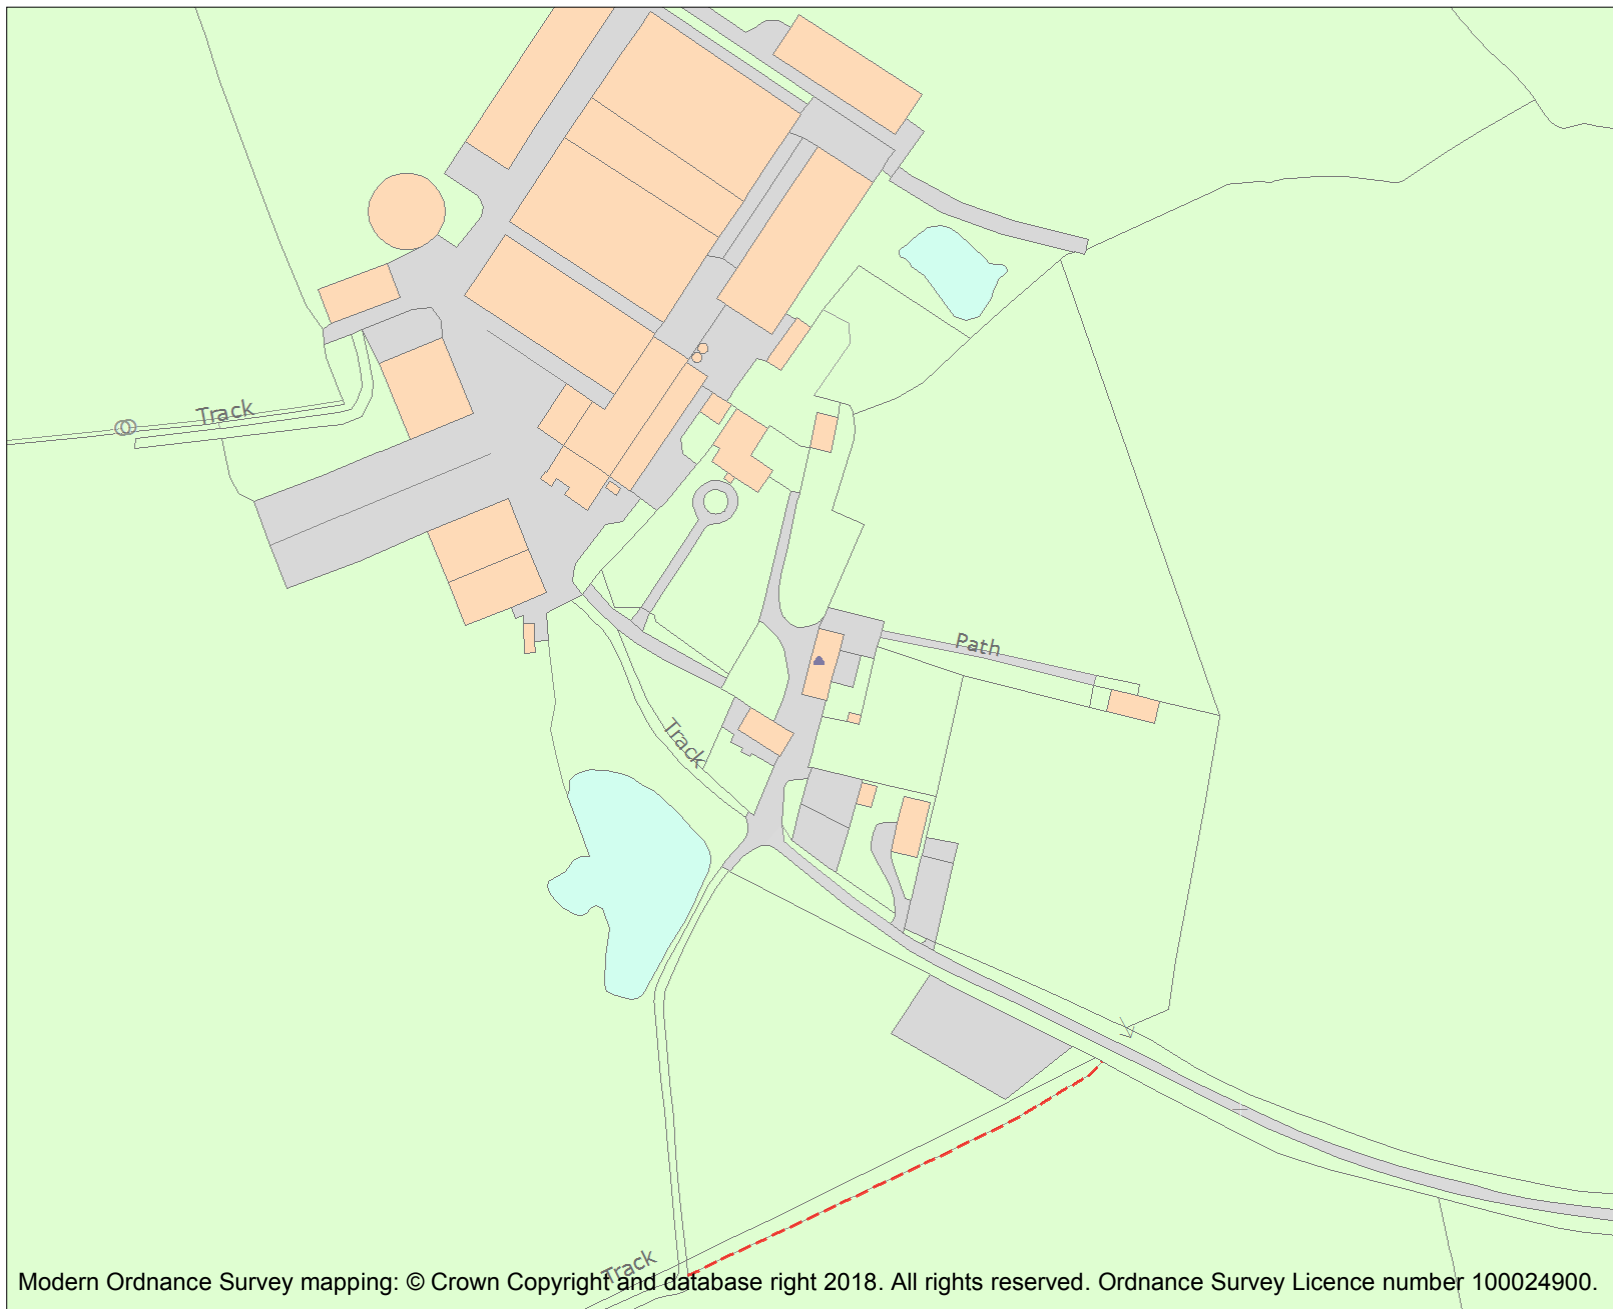 Track
Path
Track
Track
Modern Ordnance Survey mapping: © Crown Copyright and database right 2018. All rights reserved. Ordnance Survey Licence number 100024900.